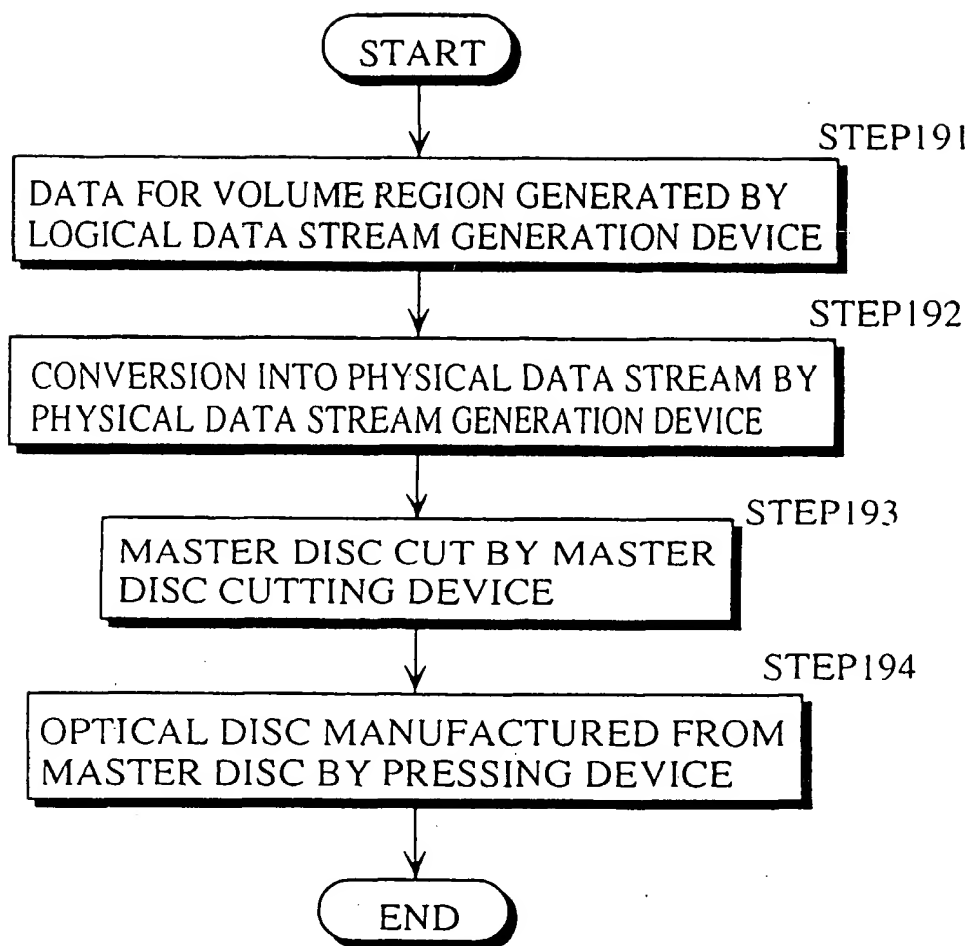 START
STEP191
DATA FOR VOLUME REGION GENERATED BY
LOGICAL DATA STREAM GENERATION DEVICE
STEP192
CONVERSION INTO PHYSICAL DATA STREAM BY
PHYSICAL DATA STREAM GENERATION DEVICE
STEP193
MASTER DISC CUT BY MASTER
DISC CUTTING DEVICE
STEP194
OPTICAL DISC MANUFACTURED FROM
MASTER DISC BY PRESSING DEVICE
END